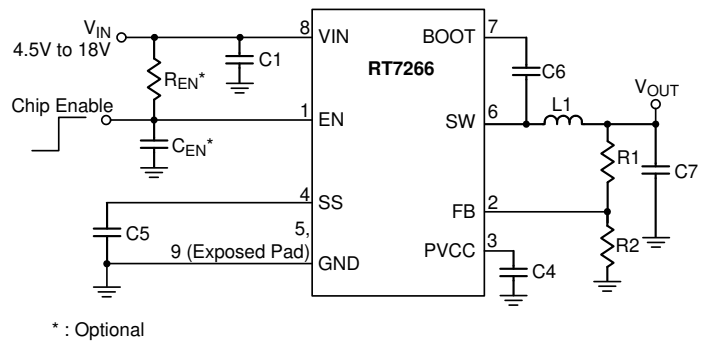 VIN
4.5V to 18V
8
VIN
BOOT
7
C1
RT7266
REN*
C6
VOUT
Chip Enable
1
EN
SW
6
L1
CEN*
R1
C7
4
SS
FB
2
C5
5,
9 (Exposed Pad)
GND
PVCC
3
R2
C4
* : Optional